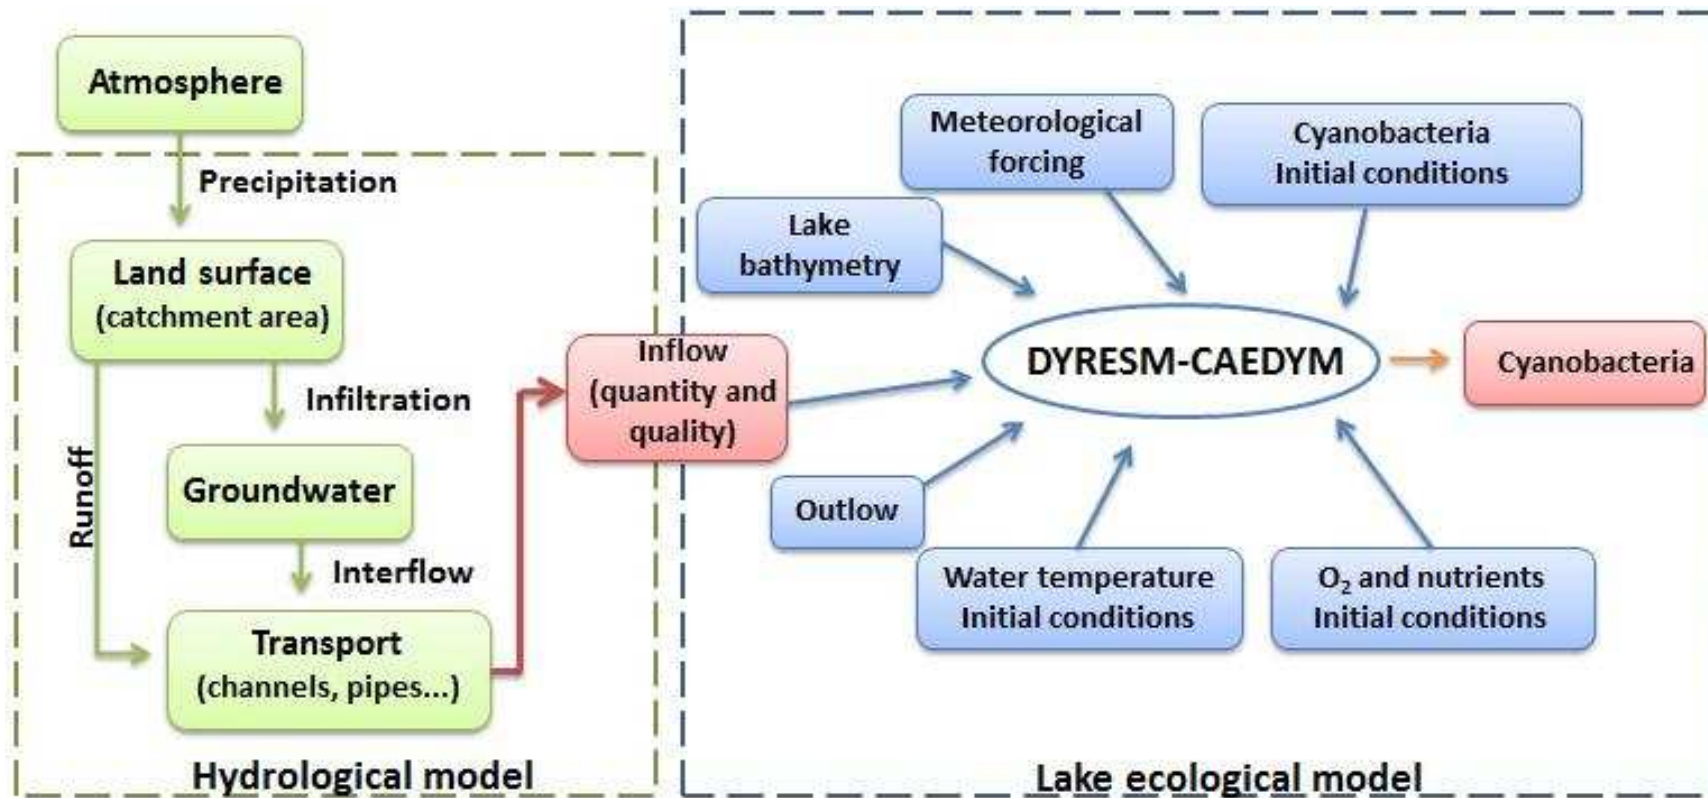 Atmosphere
Precipitation
Land surface
(catchment area)
Infiltration
Runoff
Groundwater
Interflow
Transport
(channels, pipes...)
Hydrological model
Inflow
(quantity and
quality)
Meteorological
forcing
Cyanobacteria
Initial conditions
Lake
bathymetry
DYRESM-CAEDYM
Cyanobacteria
Outlow
Water temperature
Initial conditions
O₂ and nutrients
Initial conditions
Lake ecological model